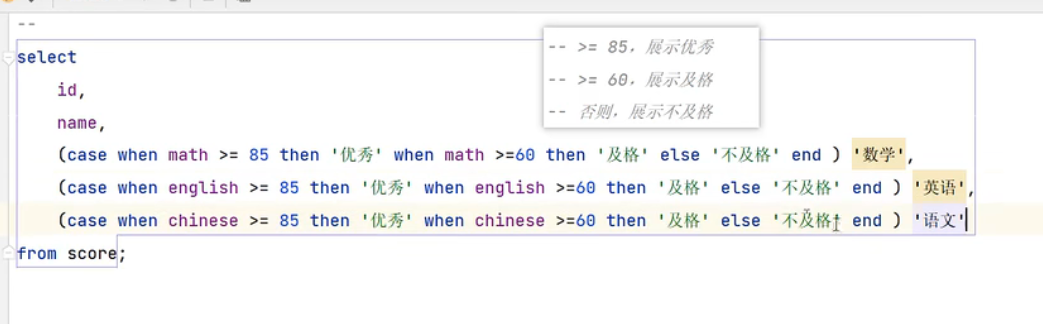 --
select
-- >= 85，展示优秀
id,
-- >= 60，展示及格
name,
-- 否则，展示不及格
(case when math >= 85 then '优秀' when math >=60 then '及格' else '不及格' end ) '数学',
(case when english >= 85 then '优秀' when english >=60 then '及格' else '不及格' end ) '英语',
(case when chinese >= 85 then '优秀' when chinese >=60 then '及格' else '不及格' end ) '语文'
from score;